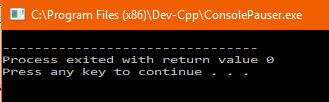 C:\Program Files (x86)\Dev-Cpp\ConsolePauser.exe
--------------------------------
Process exited with return value 0
Press any key to continue . . .